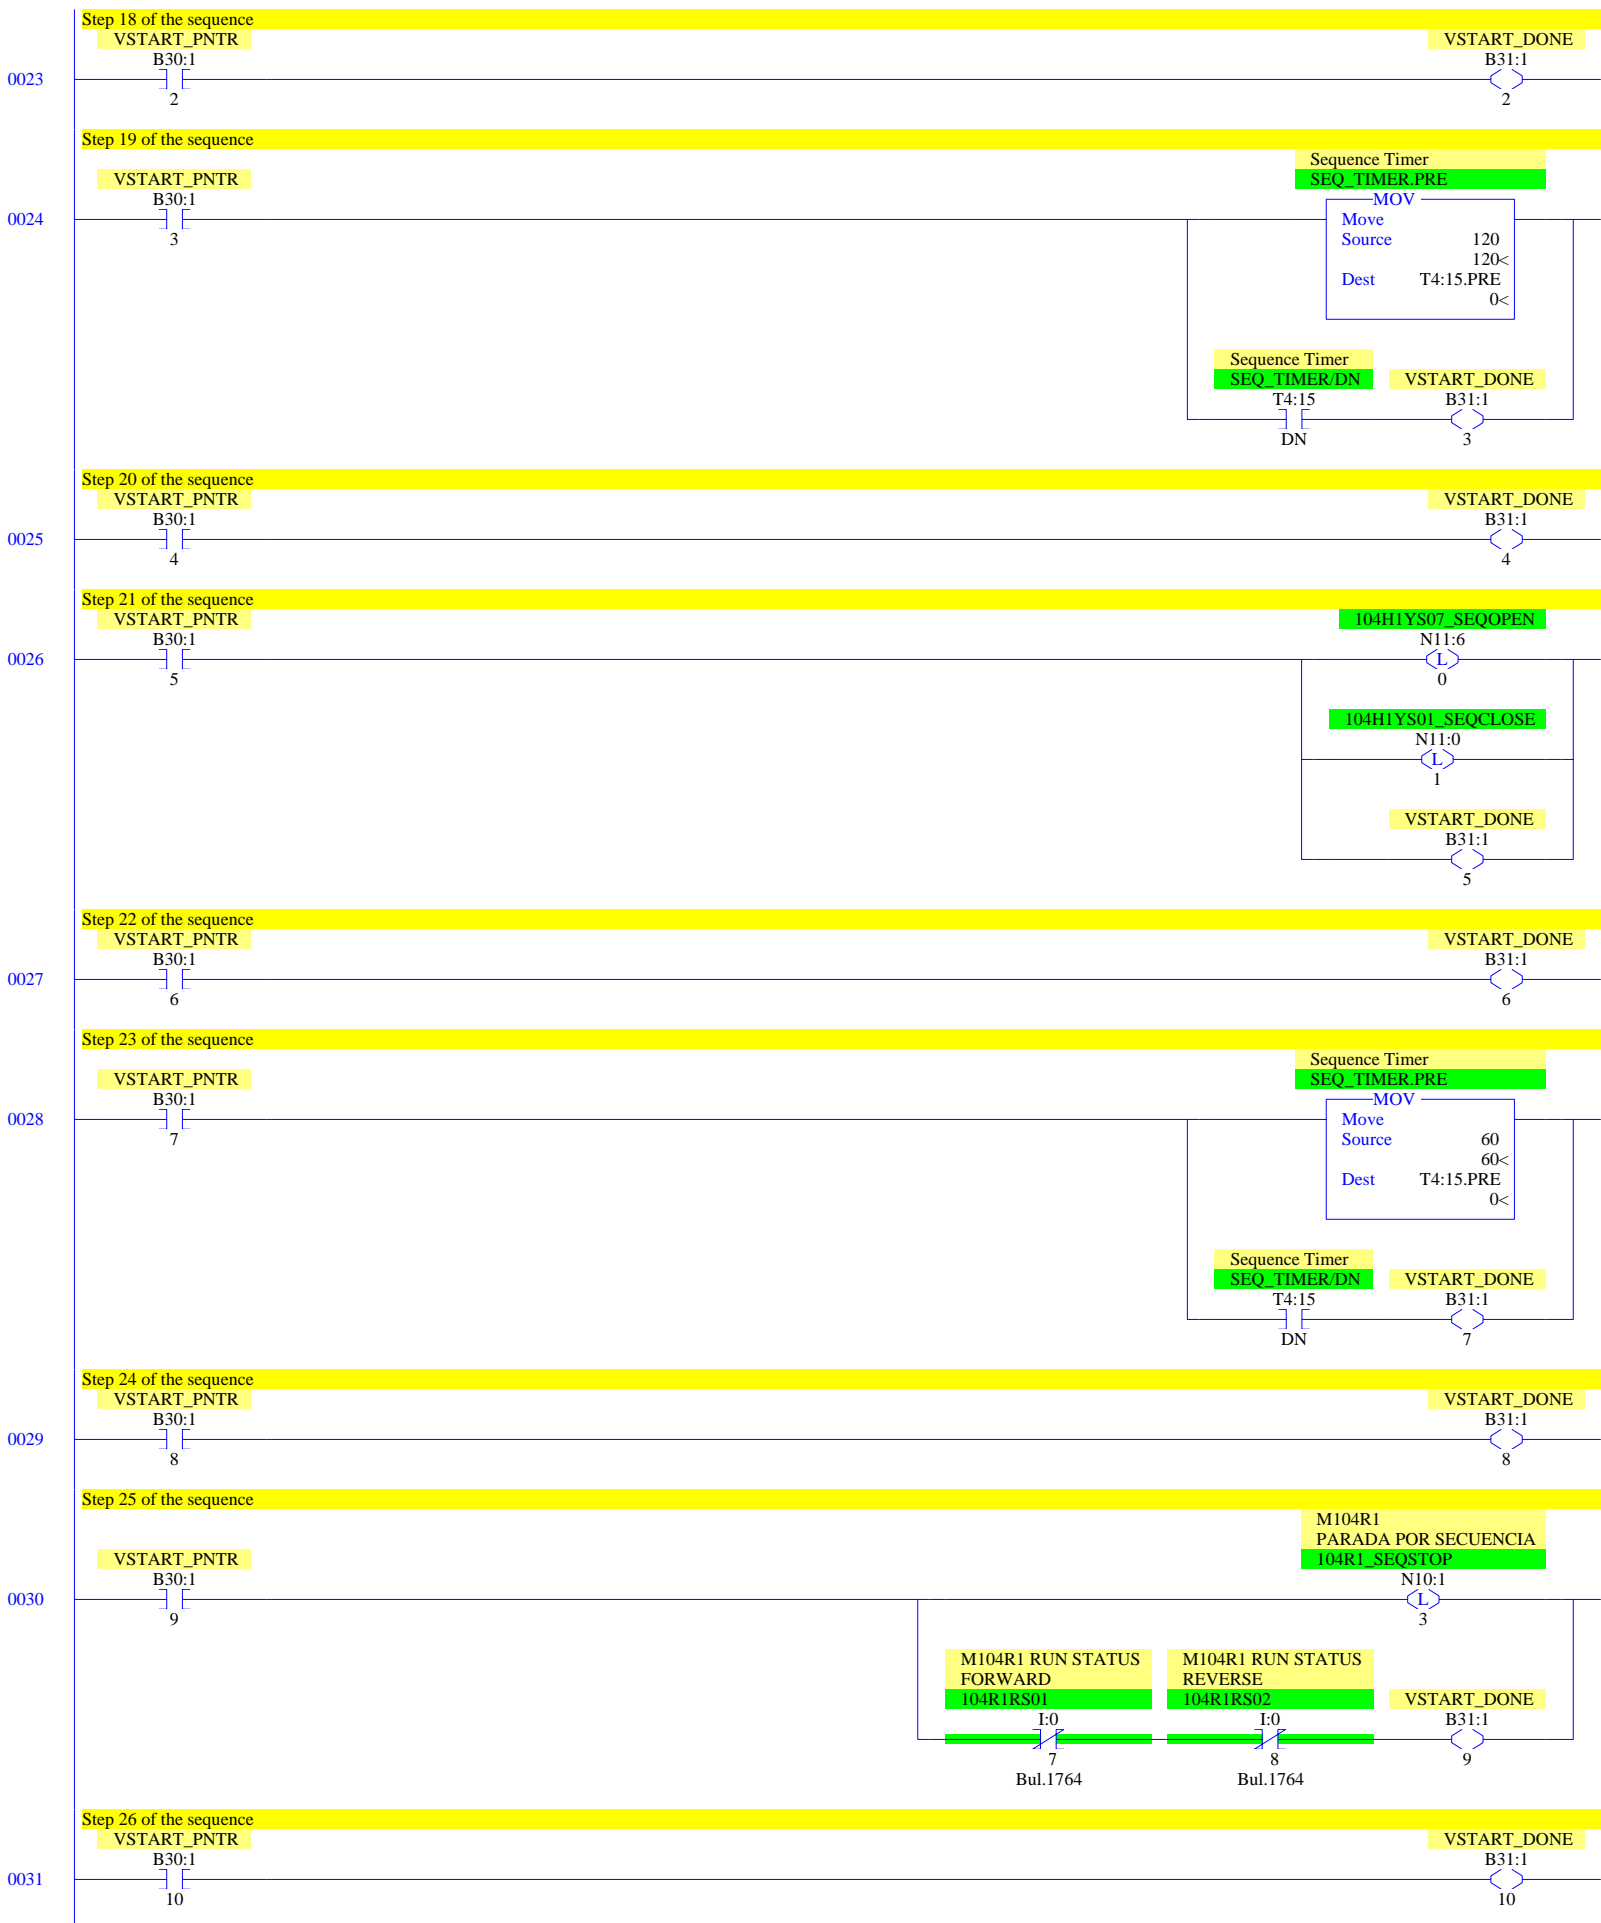 Step 18 of the sequence
VSTART_PNTR VSTART_DONE
B30:1 B31:1
0023
2 2
Step 19 of the sequence
Sequence Timer
VSTART_PNTR SEQ_TIMER.PRE
B30:1 MOV
0024 Move
3 Source 120
120<
Dest T4:15.PRE
0<
Sequence Timer
SEQ_TIMER/DN VSTART_DONE
T4:15 B31:1
DN 3
Step 20 of the sequence
VSTART_PNTR VSTART_DONE
B30:1 B31:1
0025
4 4
Step 21 of the sequence
VSTART_PNTR 104H1YS07_SEQOPEN
B30:1 N11:6
0026 L
5 0
104H1YS01_SEQCLOSE
N11:0
L
1
VSTART_DONE
B31:1
5
Step 22 of the sequence
VSTART_PNTR VSTART_DONE
B30:1 B31:1
0027
6 6
Step 23 of the sequence
Sequence Timer
VSTART_PNTR SEQ_TIMER.PRE
B30:1 MOV
0028 Move
7 Source 60
60<
Dest T4:15.PRE
0<
Sequence Timer
SEQ_TIMER/DN VSTART_DONE
T4:15 B31:1
DN 7
Step 24 of the sequence
VSTART_PNTR VSTART_DONE
B30:1 B31:1
0029
8 8
Step 25 of the sequence
M104R1
PARADA POR SECUENCIA
VSTART_PNTR 104R1_SEQSTOP
B30:1 N10:1
0030 L
9 3
M104R1 RUN STATUS M104R1 RUN STATUS
FORWARD REVERSE
104R1RS01 104R1RS02 VSTART_DONE
I:0 I:0 B31:1
7 8 9
Bul.1764 Bul.1764
Step 26 of the sequence
VSTART_PNTR VSTART_DONE
B30:1 B31:1
0031
10 10